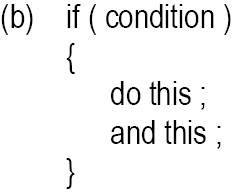 (b) if ( condition )
{
do this ;
and this ;
}